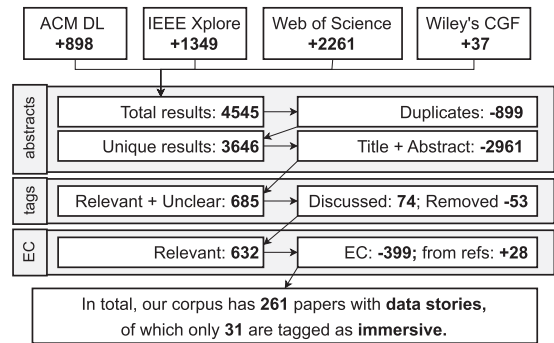 ACM DL
+898
IEEE Xplore
+1349
Web of Science
+2261
Wiley's CGF
+37
abstracts
Total results: 4545
Duplicates: -899
Unique results: 3646
Title + Abstract: -2961
tags
Relevant + Unclear: 685
Discussed: 74; Removed -53
EC
Relevant: 632
EC: -399; from refs: +28
In total, our corpus has 261 papers with data stories,
of which only 31 are tagged as immersive.